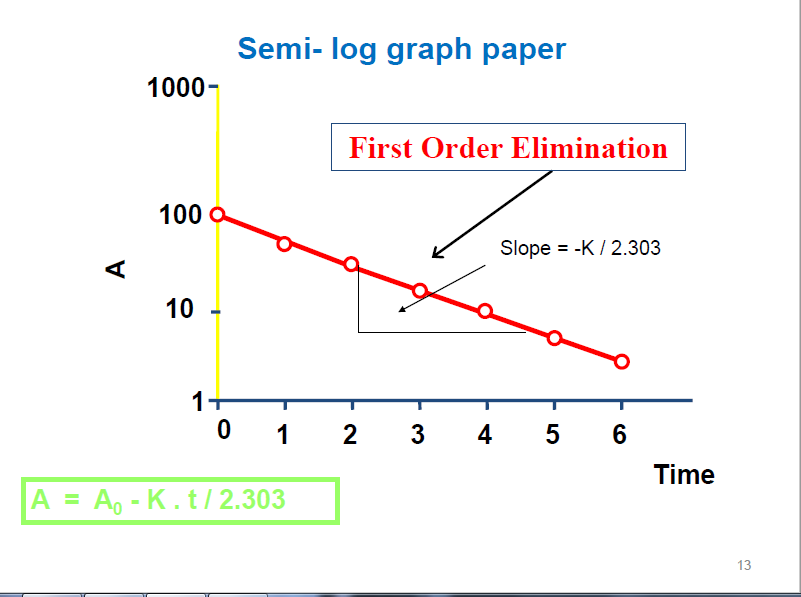 Semi- log graph paper
1000
First Order Elimination
100
Slope = -K / 2.303
A
10
1
0 1 2 3 4 5 6
Time
A = A₀ - K . t / 2.303
13